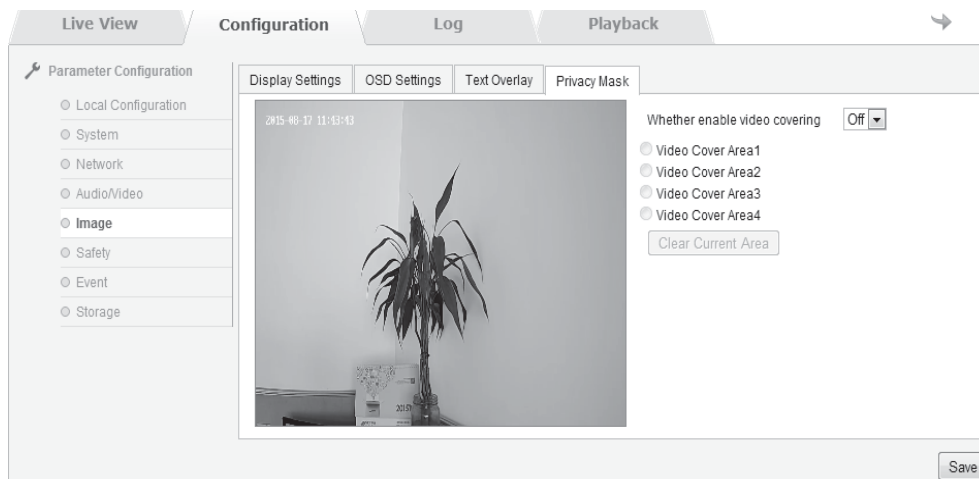 Live View
Configuration
Log
Playback
Parameter Configuration
Local Configuration
System
Network
Audio/Video
Image
Safety
Event
Storage
Display Settings
OSD Settings
Text Overlay
Privacy Mask
2015-08-17 11:43:43
Whether enable video covering
Off
Video Cover Area1
Video Cover Area2
Video Cover Area3
Video Cover Area4
Clear Current Area
Save